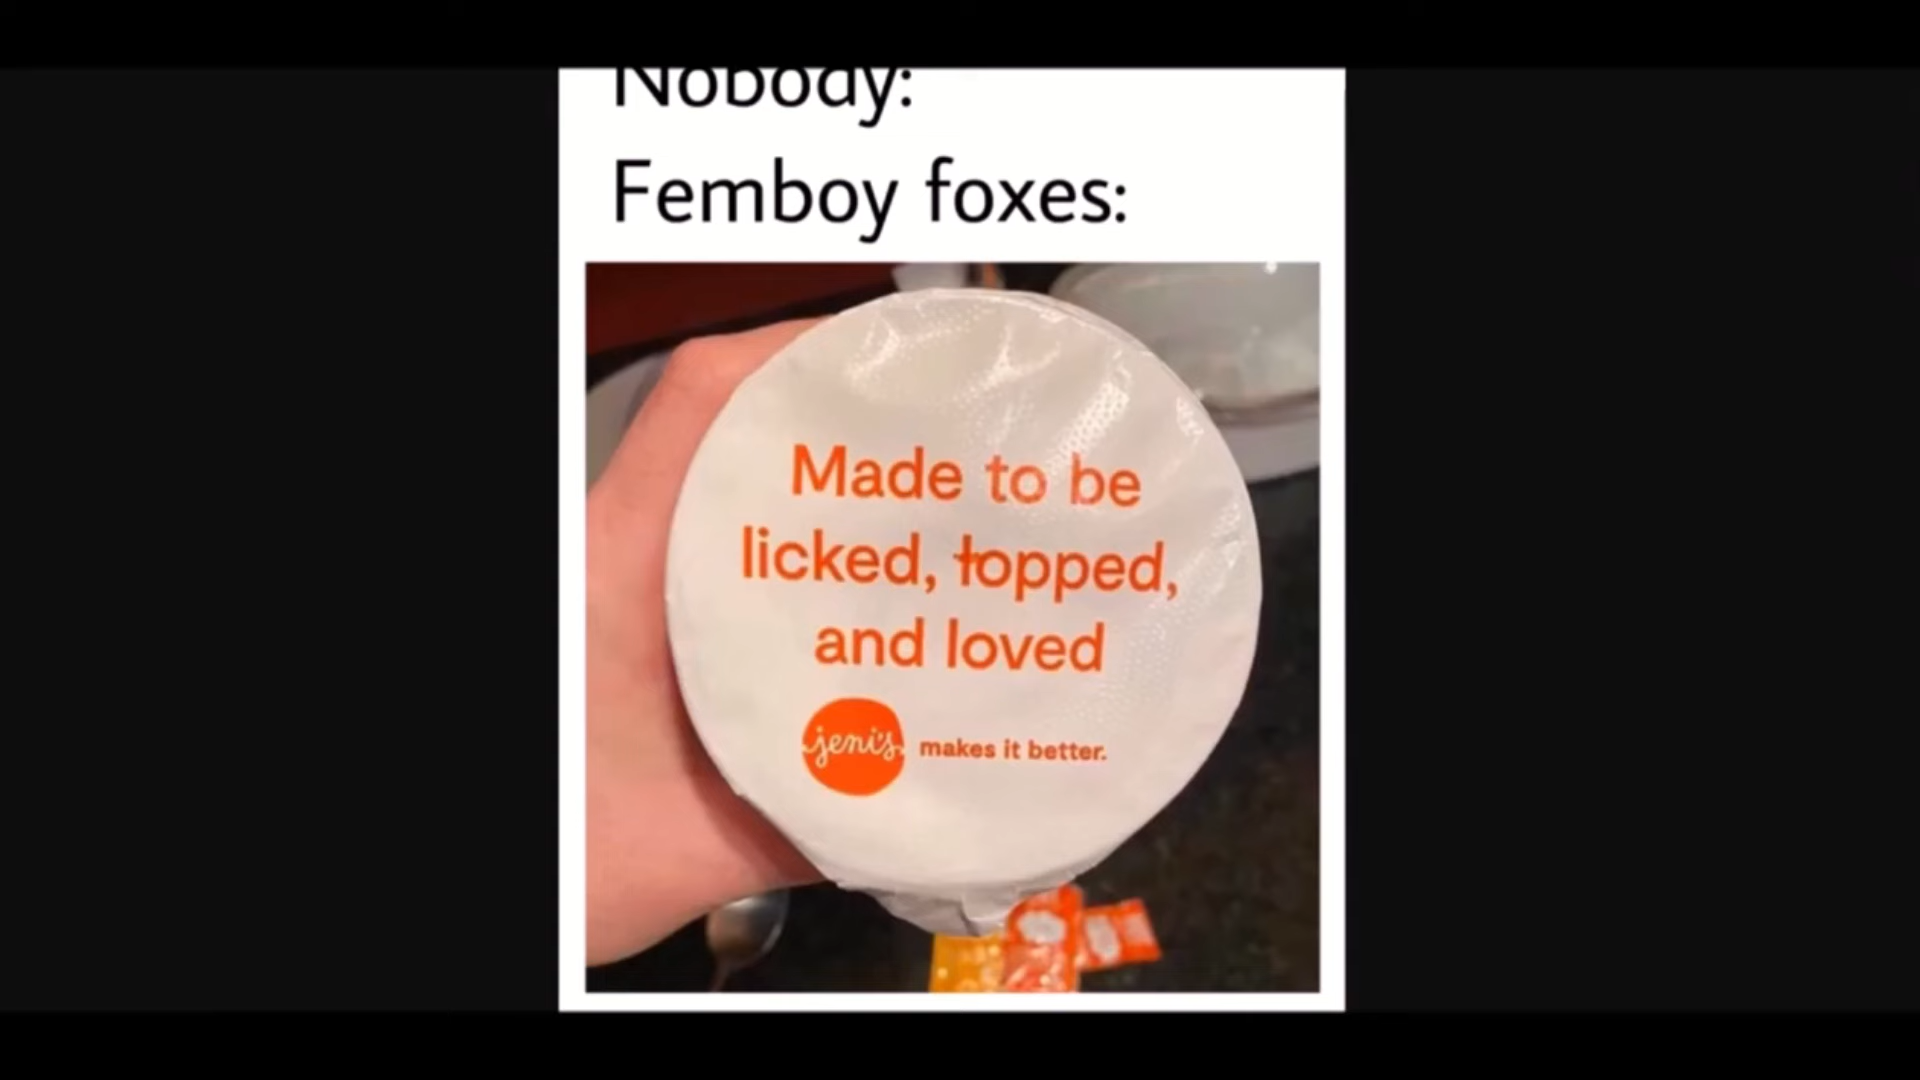 Nobody:
Femboy foxes:
Made to be
licked, topped,
and loved
jeni's. makes it better.